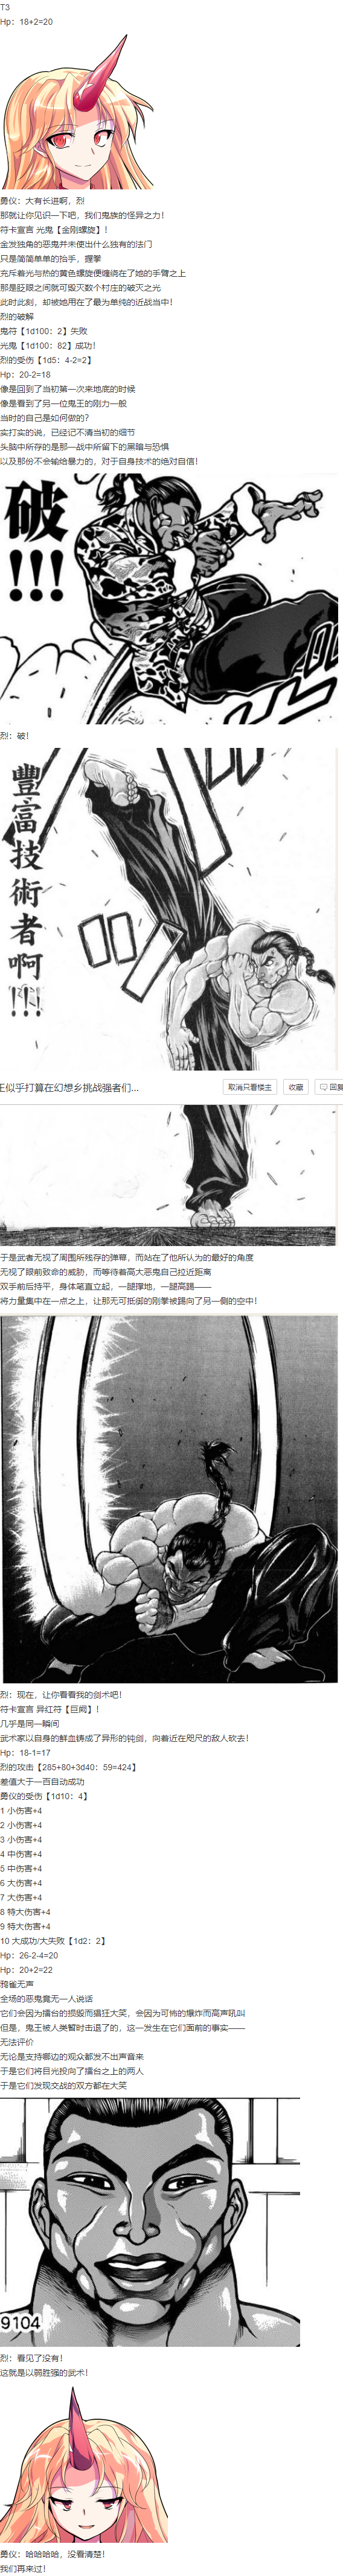 T3
Hp：18+2=20
勇仪：大有长进啊，烈
那就让你见识一下吧，我们鬼族的怪异之力！
符卡宣言 光鬼【金刚螺旋】！
金发独角的恶鬼并未使出什么独有的法门
只是简简单单的抬手，握拳
充斥着光与热的黄色螺旋便缠绕在了她的手臂之上
那是眨眼之间就可毁灭数个村庄的破灭之光
此时此刻，却被她用在了最为单纯的近战当中！
烈的破解
鬼符【1d100：2】失败
光鬼【1d100：82】成功！
烈的受伤【1d5：4-2=2】
Hp：20-2=18
像是回到了当初第一次来地底的时候
像是看到了另一位鬼王的刚力一般
当时的自己是如何做的?
实打实的说，已经记不清当初的细节
头脑中所存的是那一战中所留下的黑暗与恐惧
以及那份不会输给暴力的，对于自身技术的绝对自信！
破!!!
烈：破！
豊富技術者啊!!!
王似乎打算在幻想乡挑战强者们...
取消只看楼主
收藏
回复
于是武者无视了周围所残存的弹幕，而站在了他所认为的最好的角度
无视了眼前致命的威胁，而等待着高大恶鬼自己拉近距离
双手前后持平，身体笔直立起，一腿撑地，一腿高踢——
将力量集中在一点之上，让那无可抵御的刚拳被踢向了另一侧的空中！
烈：现在，让你看看我的剑术吧！
符卡宣言 异红符【巨阙】！
几乎是同一瞬间
武术家以自身的鲜血铸成了异形的钝剑，向着近在咫尺的敌人砍去！
Hp：18-1=17
烈的攻击【285+80+3d40：59=424】
差值大于一百自动成功
勇仪的受伤【1d10：4】
1 小伤害+4
2 小伤害+4
3 小伤害+4
4 中伤害+4
5 中伤害+4
6 大伤害+4
7 大伤害+4
8 特大伤害+4
9 特大伤害+4
10 大成功/大失败【1d2：2】
Hp：26-2-4=20
Hp：20+2=22
鸦雀无声
全场的恶鬼竟无一人说话
它们会因为擂台的损毁而猖狂大笑，会因为可怖的爆炸而高声吼叫
但是，鬼王被人类暂时击退了的，这一发生在它们面前的事实——
无法评价
无论是支持哪边的观众都发不出声音来
于是它们将目光投向了擂台之上的两人
于是它们发现交战的双方都在大笑
9104
烈：看见了没有！
这就是以弱胜强的武术！
勇仪：哈哈哈哈，没看清楚！
我们再来过！